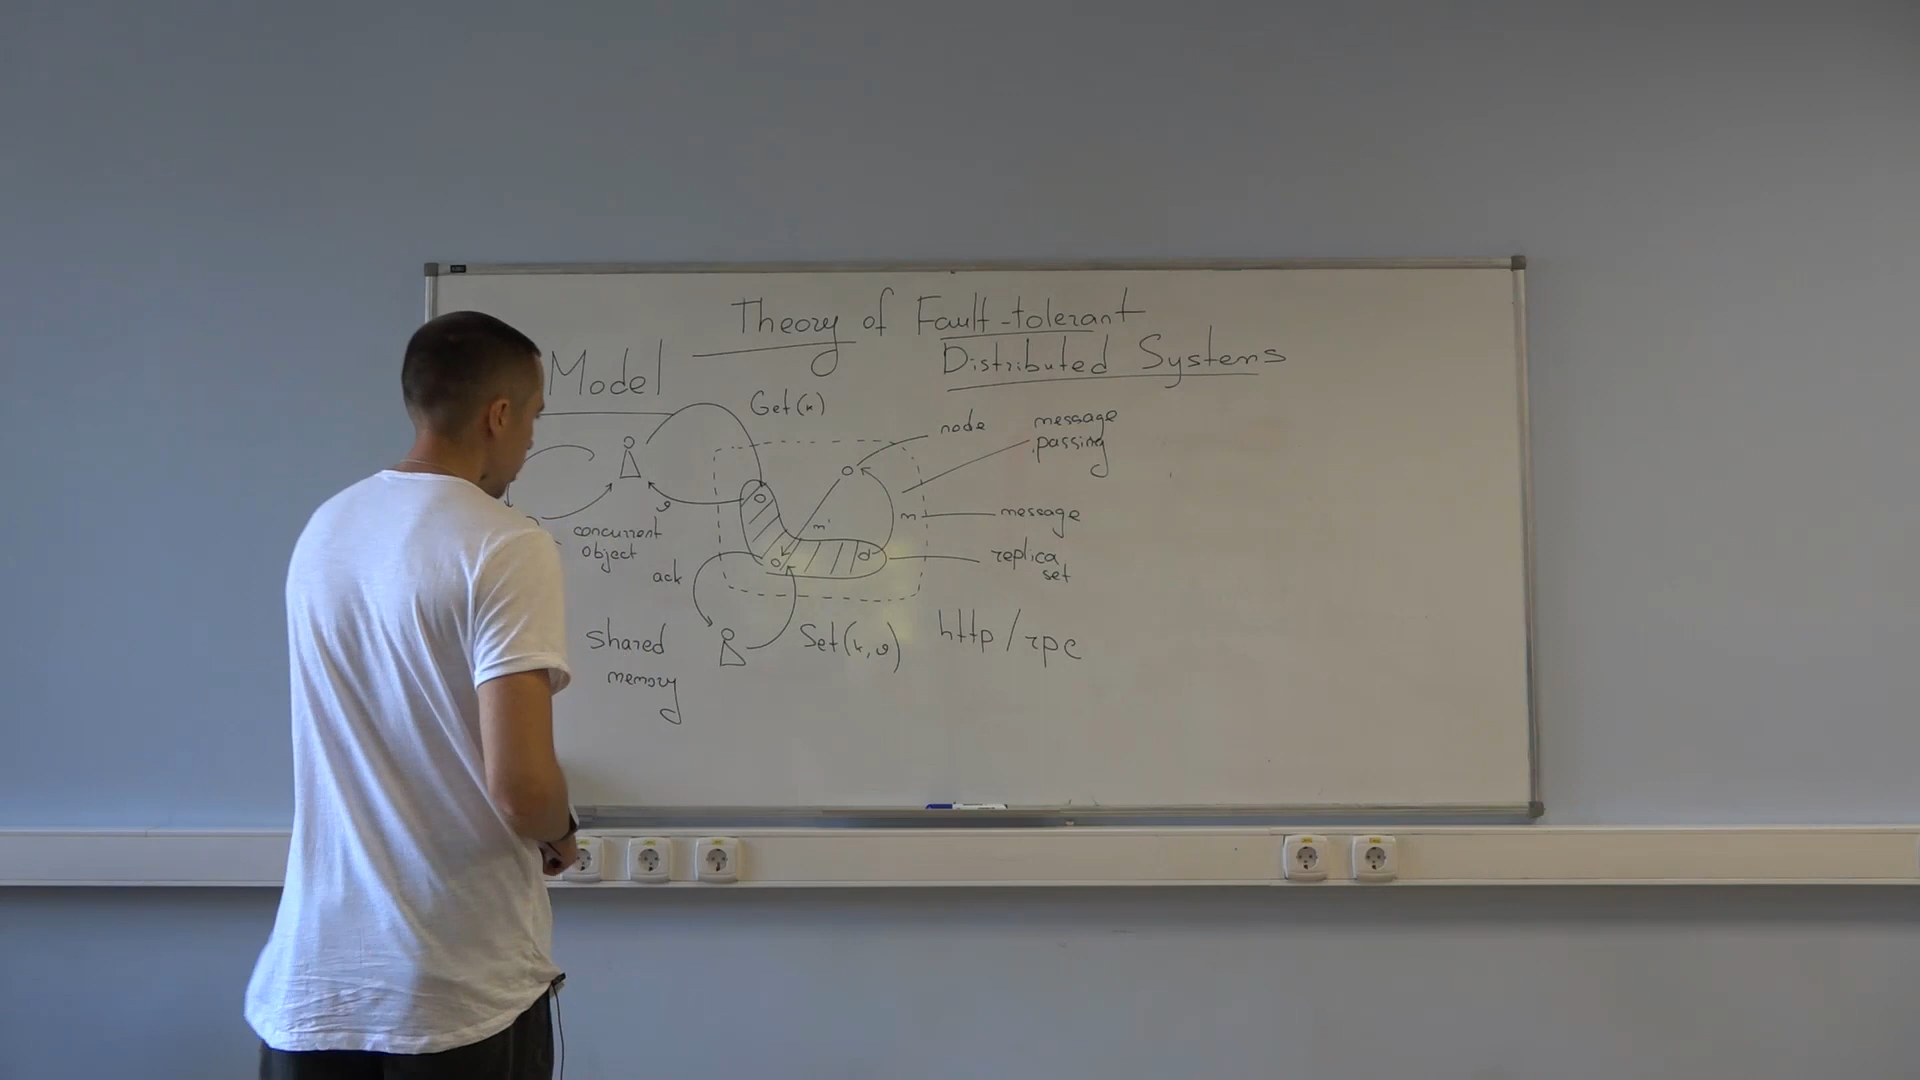 Theory of Fault-tolerant
Distributed Systems
Model
Get(k)
node
message
passing
m
message
m'
concurrent
object
v
replica
set
ack
d
shared
memory
Set(k, v)
http/rpc